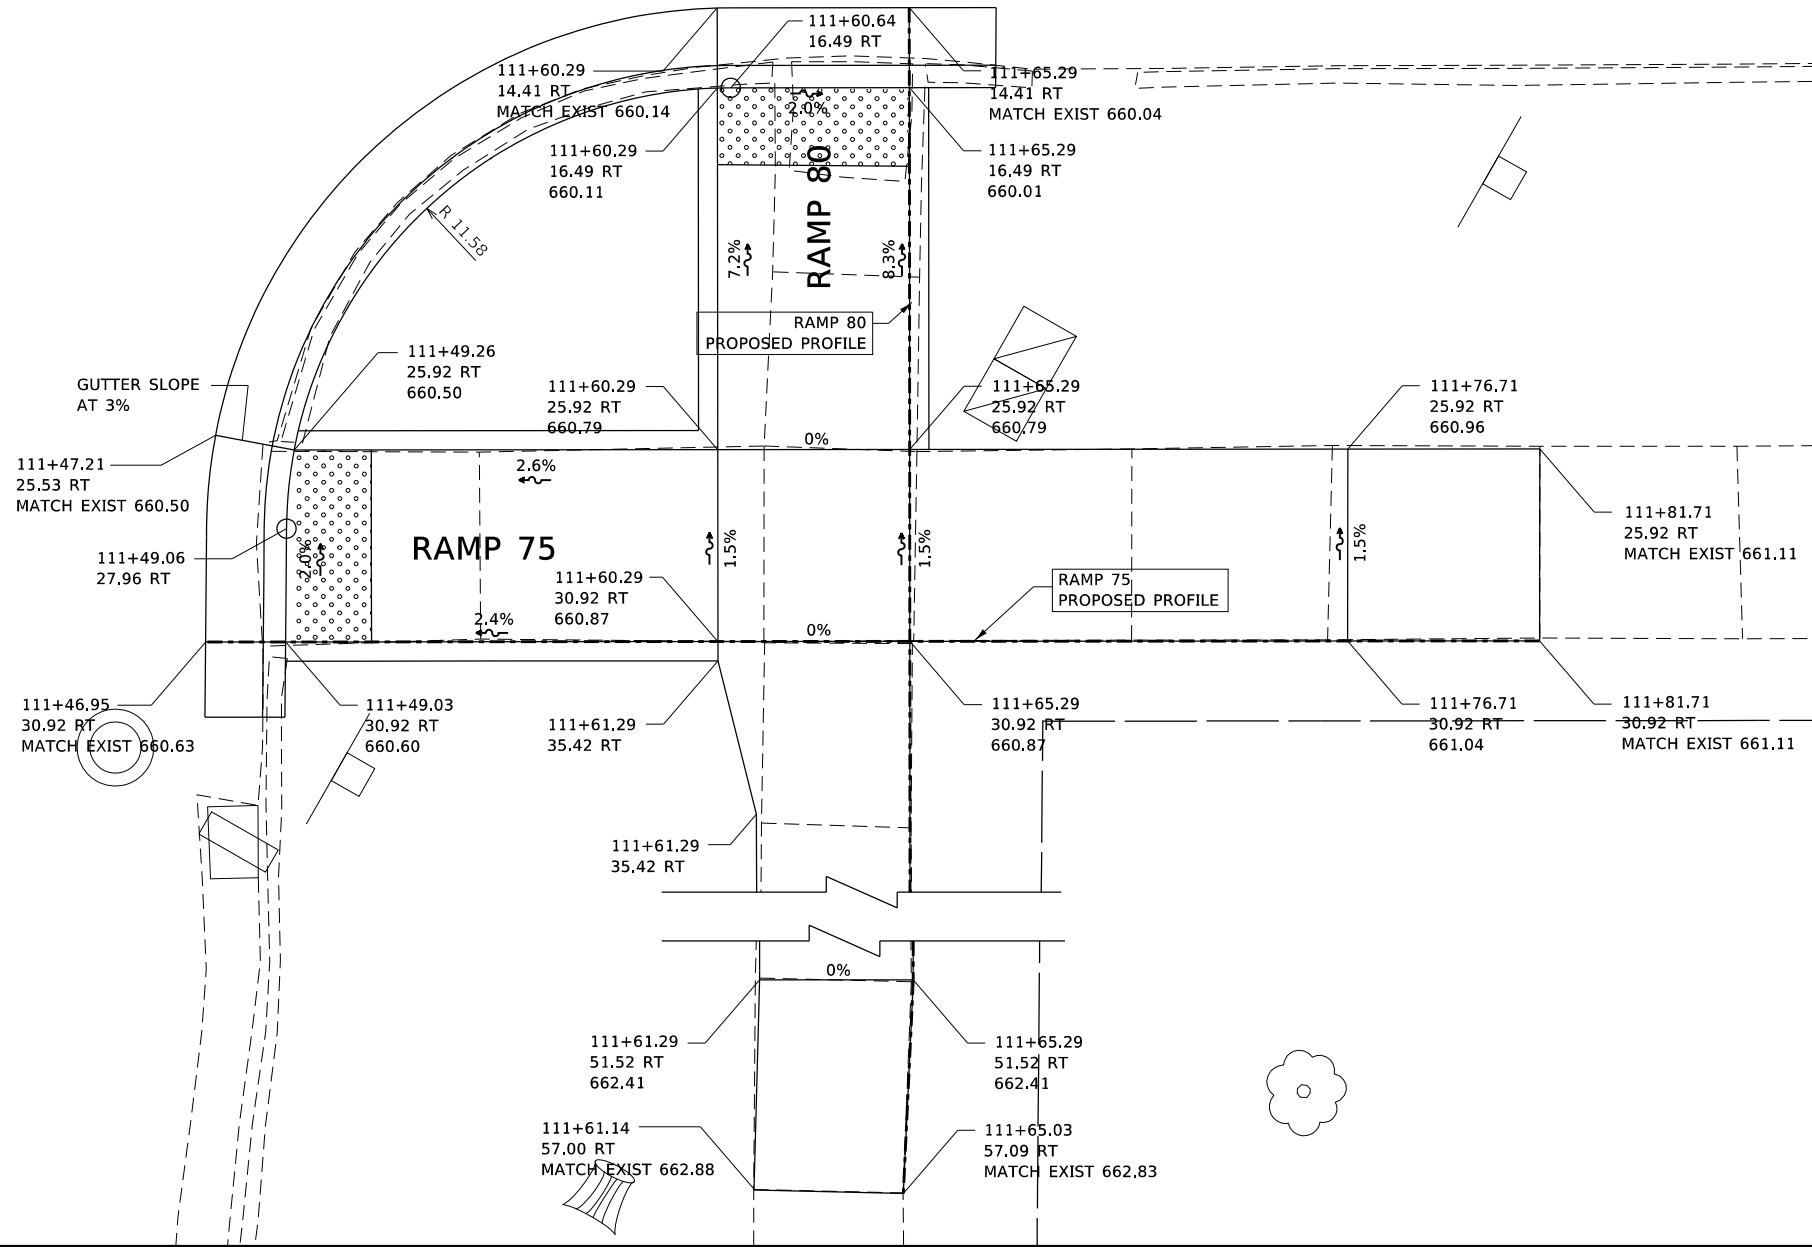 111+60.64
16.49 RT
111+60.29
14.41 RT
MATCH EXIST 660.14
111+65.29
14.41 RT
MATCH EXIST 660.04
2.0%
111+60.29
16.49 RT
660.11
111+65.29
16.49 RT
660.01
RAMP 80
R 11.58
7.2%
8.3%
RAMP 80
PROPOSED PROFILE
111+49.26
25.92 RT
660.50
GUTTER SLOPE
AT 3%
111+60.29
25.92 RT
660.79
111+65.29
25.92 RT
660.79
111+76.71
25.92 RT
660.96
0%
111+47.21
25.53 RT
MATCH EXIST 660.50
2.6%
111+81.71
25.92 RT
MATCH EXIST 661.11
111+49.06
27.96 RT
2.0%
RAMP 75
1.5%
1.5%
1.5%
111+60.29
30.92 RT
660.87
RAMP 75
PROPOSED PROFILE
2.4%
0%
111+46.95
30.92 RT
MATCH EXIST 660.63
111+49.03
30.92 RT
660.60
111+61.29
35.42 RT
111+65.29
30.92 RT
660.87
111+76.71
30.92 RT
661.04
111+81.71
30.92 RT
MATCH EXIST 661.11
111+61.29
35.42 RT
0%
111+61.29
51.52 RT
662.41
111+65.29
51.52 RT
662.41
111+61.14
57.00 RT
MATCH EXIST 662.88
111+65.03
57.09 RT
MATCH EXIST 662.83